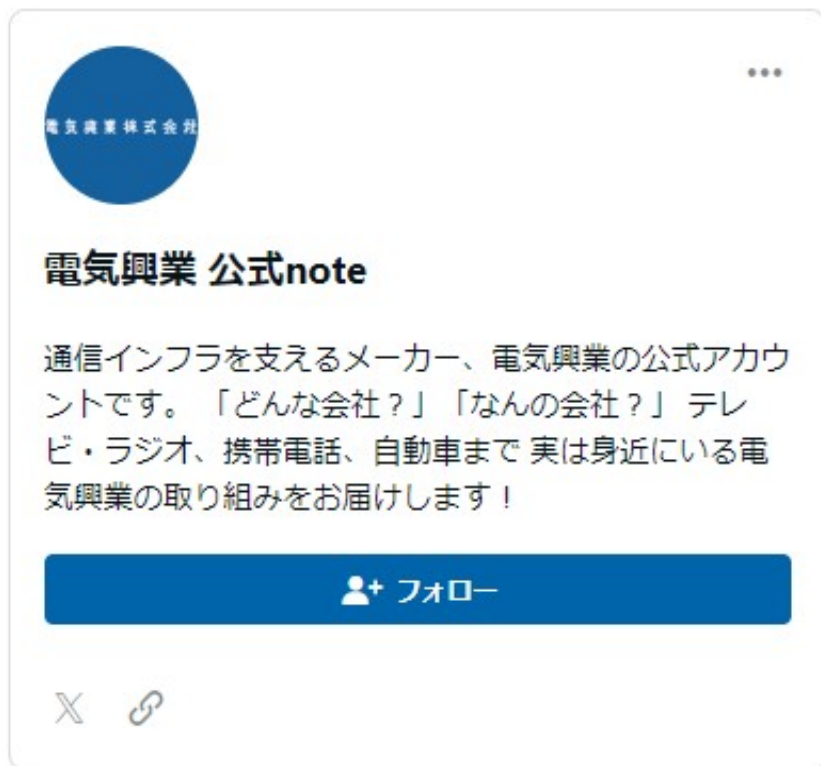 電気興業株式会社
電気興業 公式note
通信インフラを支えるメーカー、電気興業の公式アカウ
ントです。 「どんな会社？」「なんの会社？」 テレ
ビ・ラジオ、携帯電話、自動車まで 実は身近にいる電
気興業の取り組みをお届けします！
フォロー